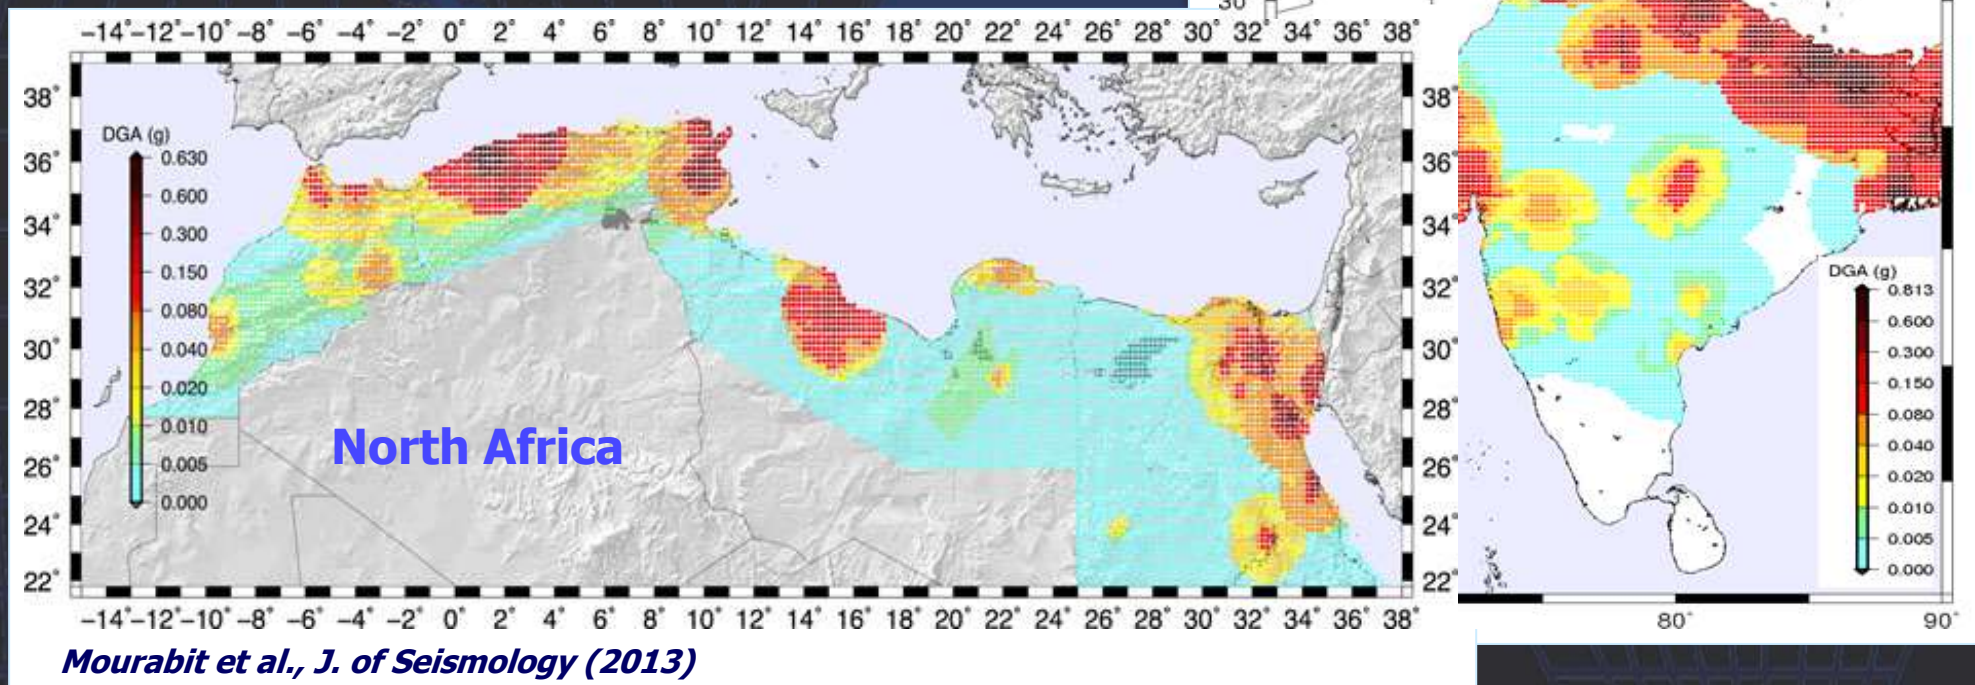 30
−14° −12° −10° −8° −6° −4° −2° 0° 2° 4° 6° 8° 10° 12° 14° 16° 18° 20° 22° 24° 26° 28° 30° 32° 34° 36° 38°
38° 38°
DGA (g)
0.630
36° 36°
0.600
34° 0.300 34°
0.150
32° 32°
0.080
30° 0.040 30°
0.020
28° 28°
0.010
North Africa
26° 0.005 26°
0.000
24° 24°
22° 22°
−14° −12° −10° −8° −6° −4° −2° 0° 2° 4° 6° 8° 10° 12° 14° 16° 18° 20° 22° 24° 26° 28° 30° 32° 34° 36° 38°
Mourabit et al., J. of Seismology (2013)
DGA (g)
0.813
0.600
0.300
0.150
0.080
0.040
0.020
0.010
0.005
0.000
80° 90°